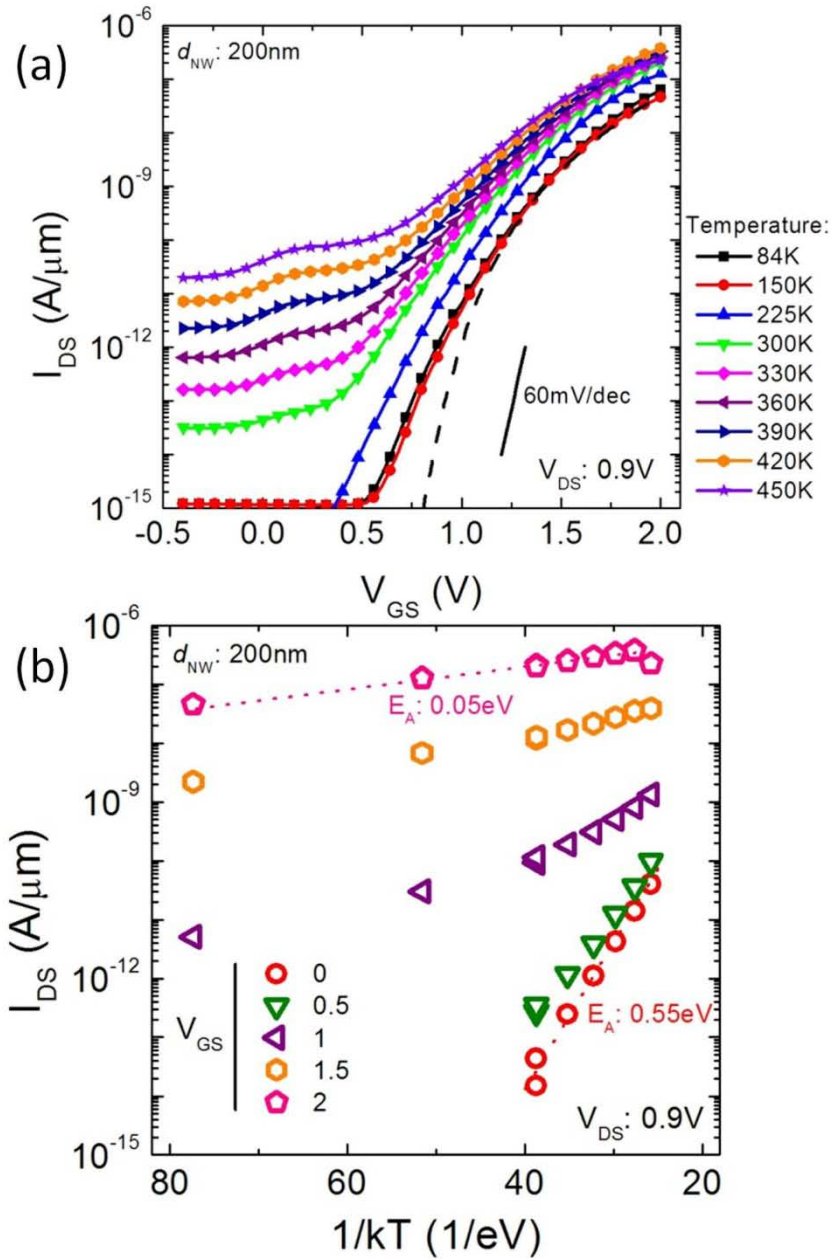 (a)
d_NW: 200nm
10^-6
10^-9
10^-12
10^-15
I_DS (A/μm)
60mV/dec
V_DS: 0.9V
-0.5
0.0
0.5
1.0
1.5
2.0
V_GS (V)
Temperature:
84K
150K
225K
300K
330K
360K
390K
420K
450K
(b)
d_NW: 200nm
10^-6
10^-9
10^-12
10^-15
I_DS (A/μm)
E_A: 0.05eV
V_GS
0
0.5
1
1.5
2
E_A: 0.55eV
V_DS: 0.9V
80
60
40
20
1/kT (1/eV)